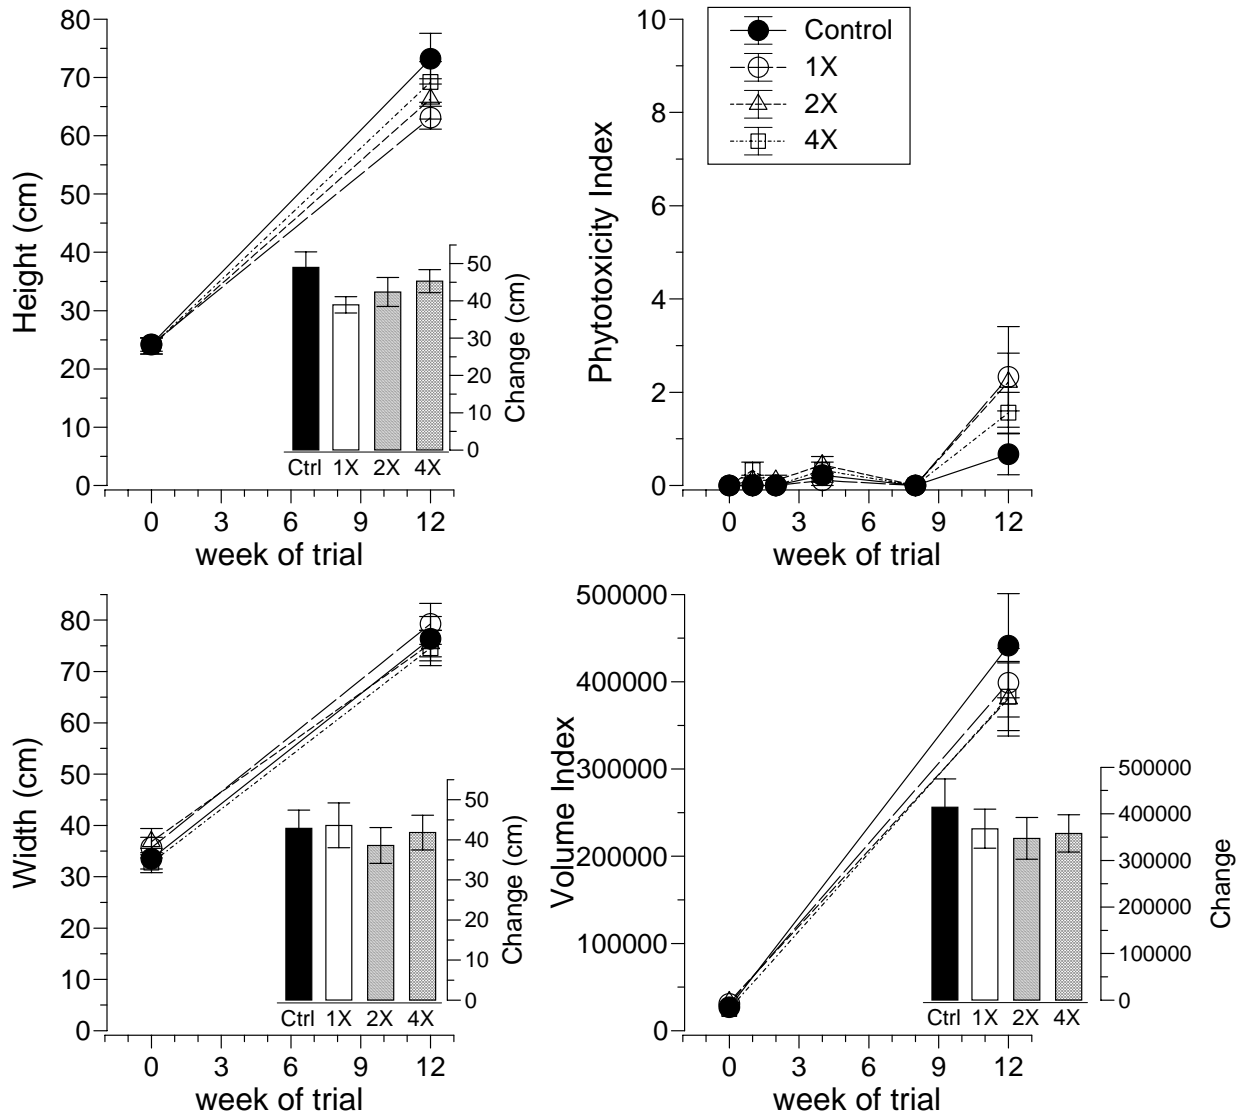 80
70
60
50
40
30
20
10
0
Height (cm)
0 3 6 9 12
week of trial
50
40
30
20
10
0
Change (cm)
Ctrl 1X 2X 4X
10
8
6
4
2
0
Phytotoxicity Index
0 3 6 9 12
week of trial
Control
1X
2X
4X
80
70
60
50
40
30
20
10
0
Width (cm)
0 3 6 9 12
week of trial
50
40
30
20
10
0
Change (cm)
Ctrl 1X 2X 4X
500000
400000
300000
200000
100000
0
Volume Index
0 3 6 9 12
week of trial
500000
400000
300000
200000
100000
0
Change
Ctrl 1X 2X 4X